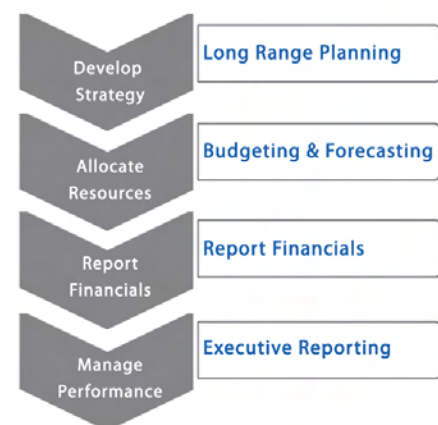 Develop
Strategy
Long Range Planning
Allocate
Resources
Budgeting & Forecasting
Report
Financials
Report Financials
Manage
Performance
Executive Reporting